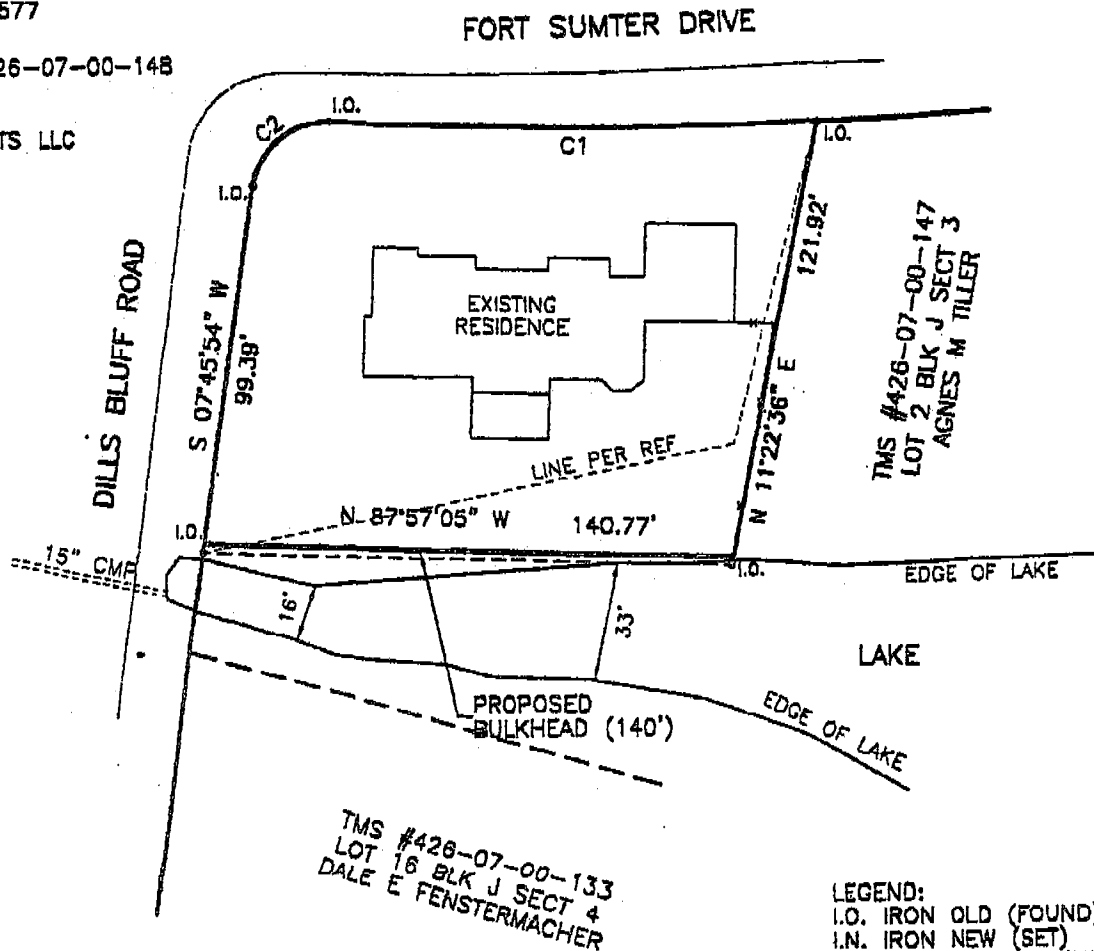 577
FORT SUMTER DRIVE
26-07-00-148
TS LLC
I.O.
C2
C1
I.O.
I.O.
DILLS BLUFF ROAD
S 07°45'54" W
99.39'
EXISTING
RESIDENCE
121.92'
N 11°22'36" E
TMS #426-07-00-147
LOT 2 BLK J SECT 3
AGNES M TILLER
LINE PER REF
N 87°57'05" W
140.77'
I.O.
I.O.
15" CMP
EDGE OF LAKE
16'
33'
LAKE
PROPOSED
BULKHEAD (140')
EDGE OF LAKE
TMS #426-07-00-133
LOT 16 BLK J SECT 4
DALE E FENSTERMACHER
LEGEND:
I.O. IRON OLD (FOUND)
I.N. IRON NEW (SET)